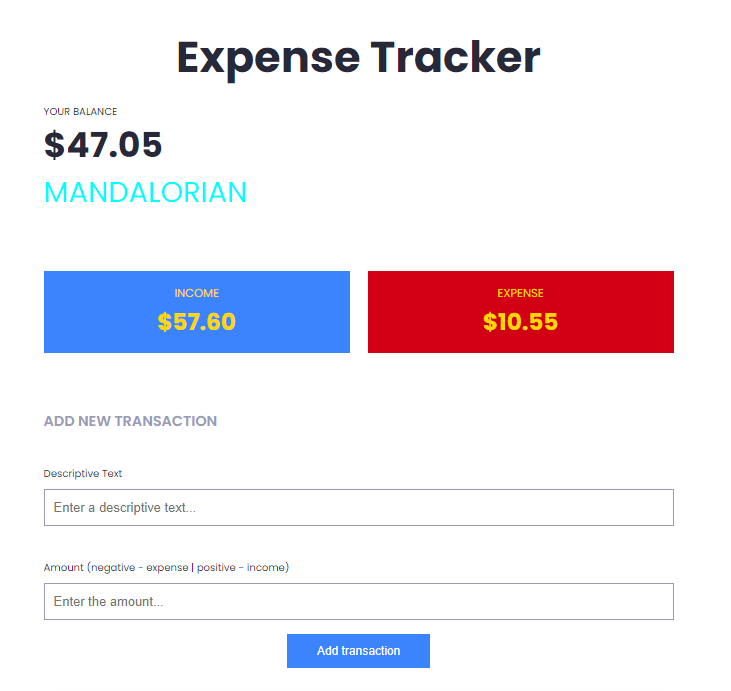 Expense Tracker
YOUR BALANCE
$47.05
MANDALORIAN
INCOME
$57.60
EXPENSE
$10.55
ADD NEW TRANSACTION
Descriptive Text
Enter a descriptive text...
Amount (negative - expense | positive - income)
Enter the amount...
Add transaction